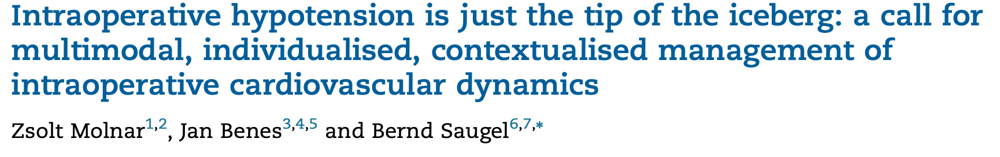 Intraoperative hypotension is just the tip of the iceberg: a call for
multimodal, individualised, contextualised management of
intraoperative cardiovascular dynamics
Zsolt Molnar1,2, Jan Benes3,4,5 and Bernd Saugel6,7,*